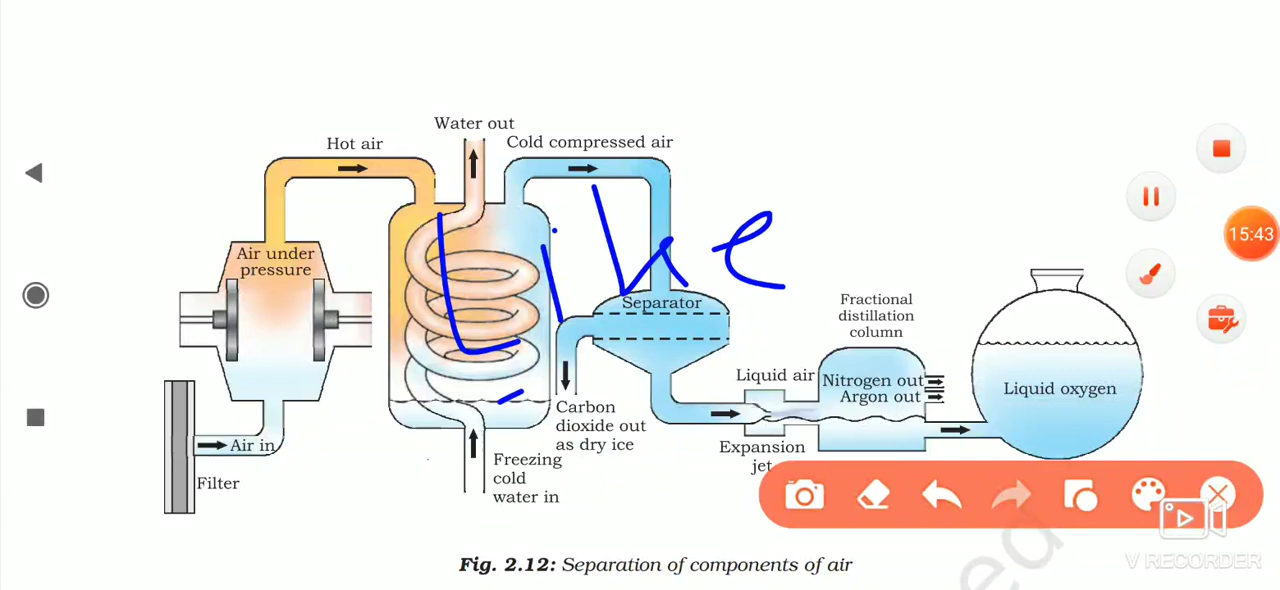 Water out
Hot air
Cold compressed air
Air under
pressure
Separator
Fractional
distillation
column
Liquid air
Nitrogen out
Argon out
Liquid oxygen
Carbon
dioxide out
as dry ice
Air in
Expansion
jet
Freezing
cold
water in
Filter
15:43
V RECORDER
Fig. 2.12: Separation of components of air